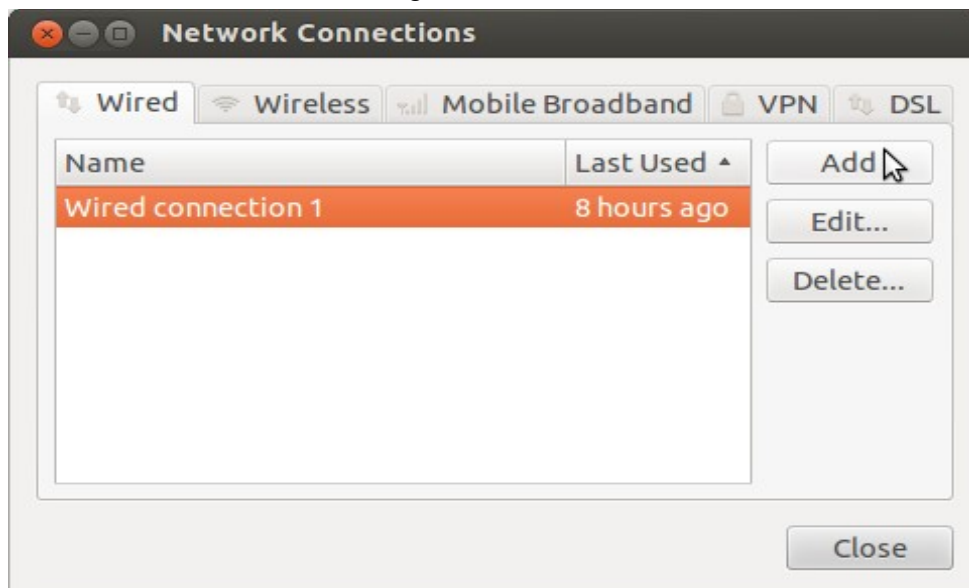 Network Connections
Wired Wireless Mobile Broadband VPN DSL
Name Last Used Add
Wired connection 1 8 hours ago
Edit...
Delete...
Close